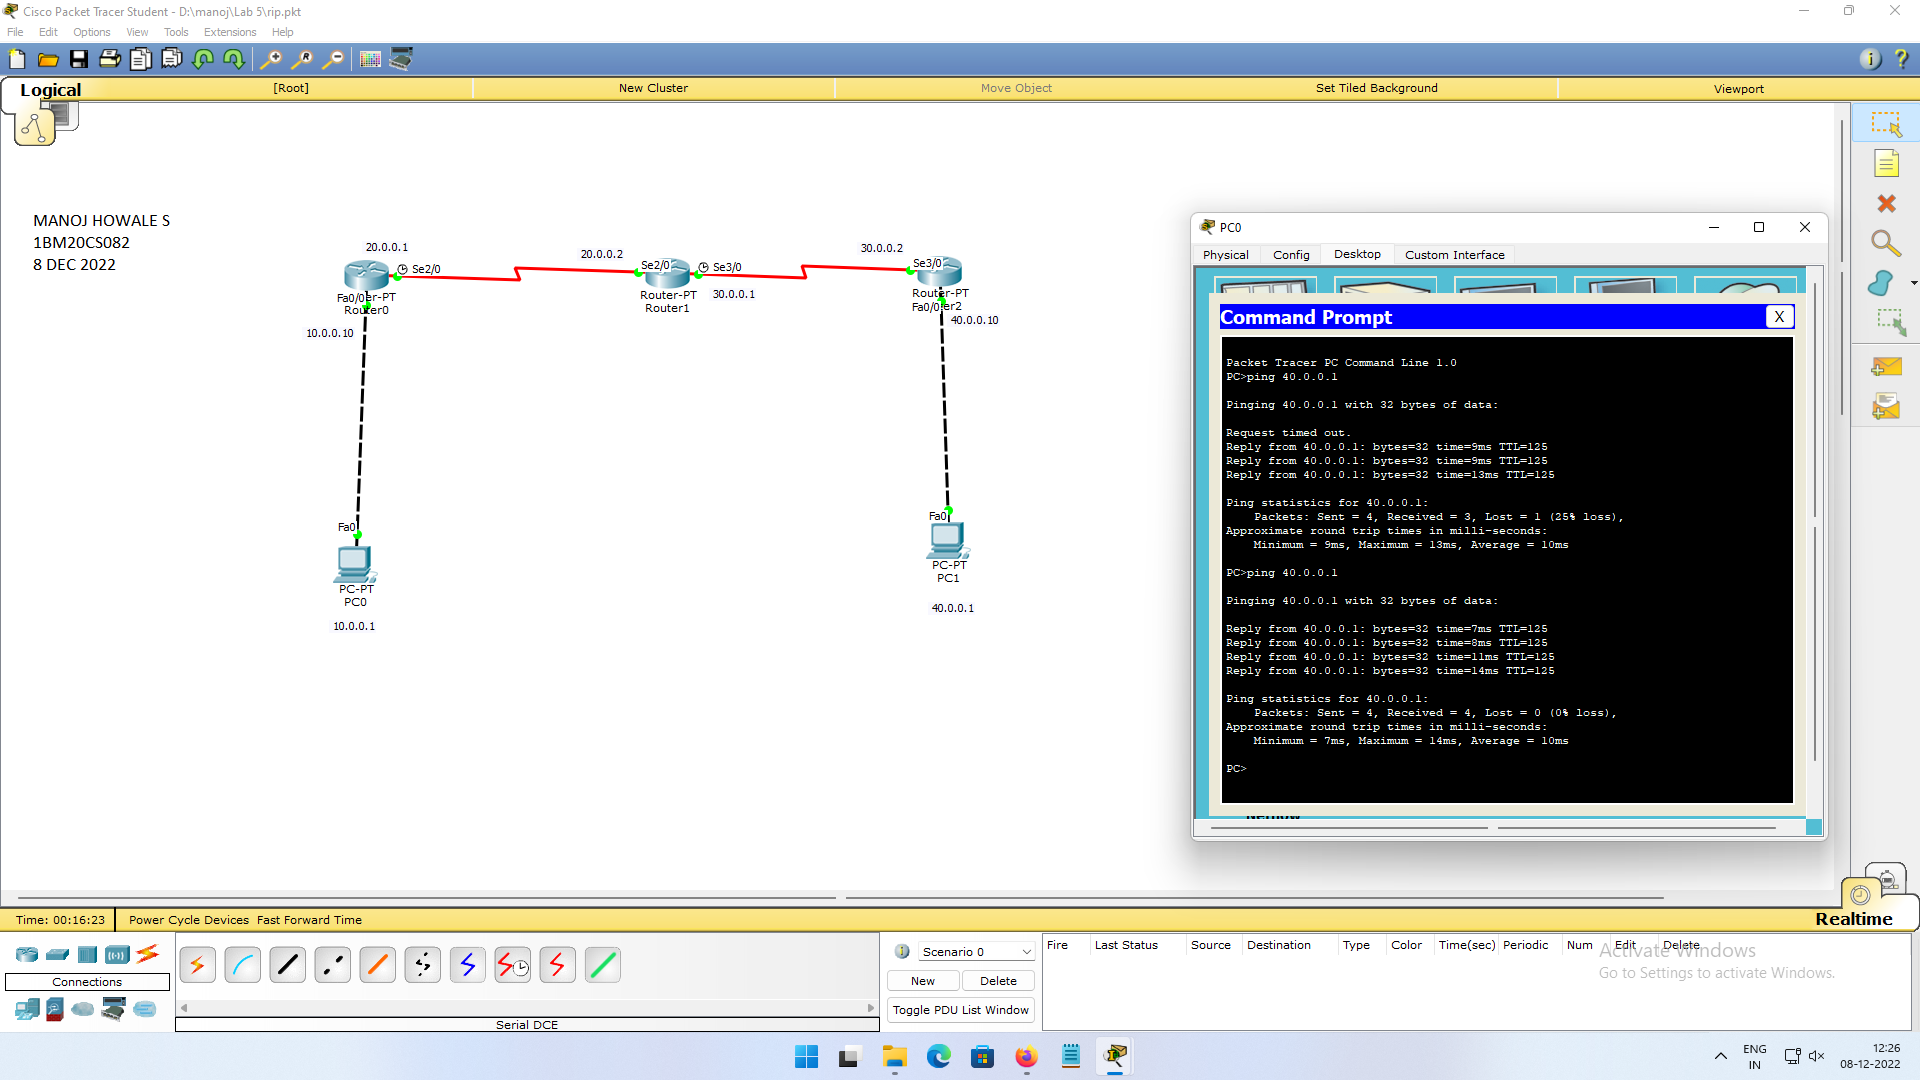 Cisco Packet Tracer Student - D:\manoj\Lab 5\rip.pkt
File Edit Options View Tools Extensions Help
Logical [Root] New Cluster Move Object Set Tiled Background Viewport
MANOJ HOWALE S
1BM20CS082
8 DEC 2022
20.0.0.1
Se2/0
20.0.0.2
Se2/0
Se3/0
30.0.0.2
Se3/0
Fa0/0
Router0
10.0.0.10
Router-PT
Router1
30.0.0.1
Router-PT
Fa0/0
40.0.0.10
Fa0
PC-PT
PC0
10.0.0.1
Fa0
PC-PT
PC1
40.0.0.1
PC0
Physical Config Desktop Custom Interface
Command Prompt X
Packet Tracer PC Command Line 1.0
PC>ping 40.0.0.1
Pinging 40.0.0.1 with 32 bytes of data:
Request timed out.
Reply from 40.0.0.1: bytes=32 time=9ms TTL=125
Reply from 40.0.0.1: bytes=32 time=9ms TTL=125
Reply from 40.0.0.1: bytes=32 time=13ms TTL=125
Ping statistics for 40.0.0.1:
Packets: Sent = 4, Received = 3, Lost = 1 (25% loss),
Approximate round trip times in milli-seconds:
Minimum = 9ms, Maximum = 13ms, Average = 10ms
PC>ping 40.0.0.1
Pinging 40.0.0.1 with 32 bytes of data:
Reply from 40.0.0.1: bytes=32 time=7ms TTL=125
Reply from 40.0.0.1: bytes=32 time=8ms TTL=125
Reply from 40.0.0.1: bytes=32 time=11ms TTL=125
Reply from 40.0.0.1: bytes=32 time=14ms TTL=125
Ping statistics for 40.0.0.1:
Packets: Sent = 4, Received = 4, Lost = 0 (0% loss),
Approximate round trip times in milli-seconds:
Minimum = 7ms, Maximum = 14ms, Average = 10ms
PC>
Time: 00:16:23 Power Cycle Devices Fast Forward Time
Realtime
Connections
Serial DCE
Scenario 0
New Delete
Toggle PDU List Window
Fire Last Status Source Destination Type Color Time(sec) Periodic Num Edit Delete
Activate Windows
Go to Settings to activate Windows.
ENG
IN
12:26
08-12-2022